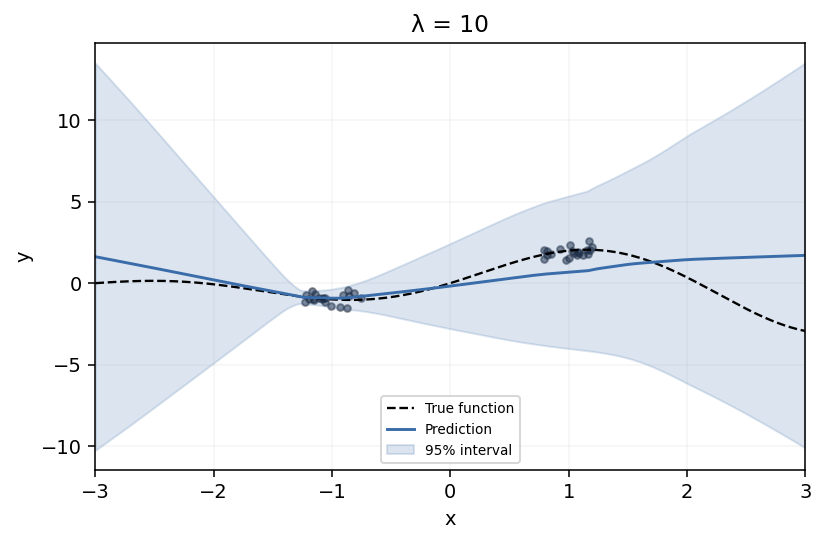 λ = 10
y
10
5
0
−5
−10
True function
Prediction
95% interval
−3
−2
−1
0
1
2
3
x